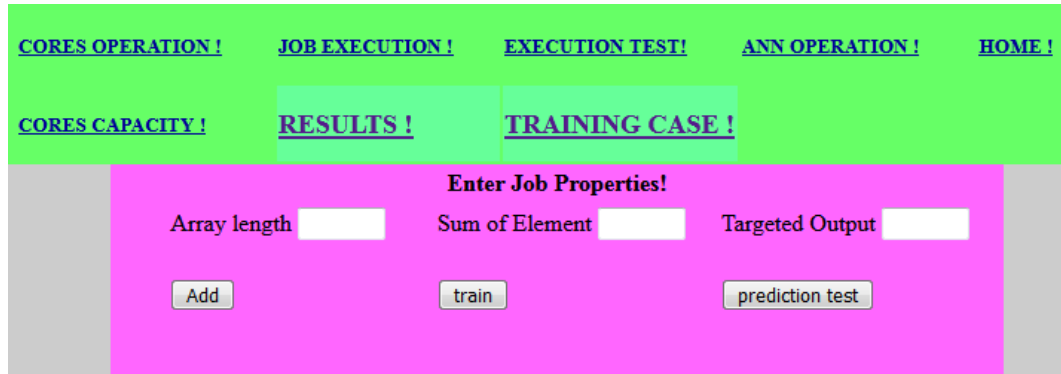 CORES OPERATION ! JOB EXECUTION ! EXECUTION TEST! ANN OPERATION ! HOME !
CORES CAPACITY ! RESULTS ! TRAINING CASE !
Enter Job Properties!
Array length Sum of Element Targeted Output
Add train prediction test